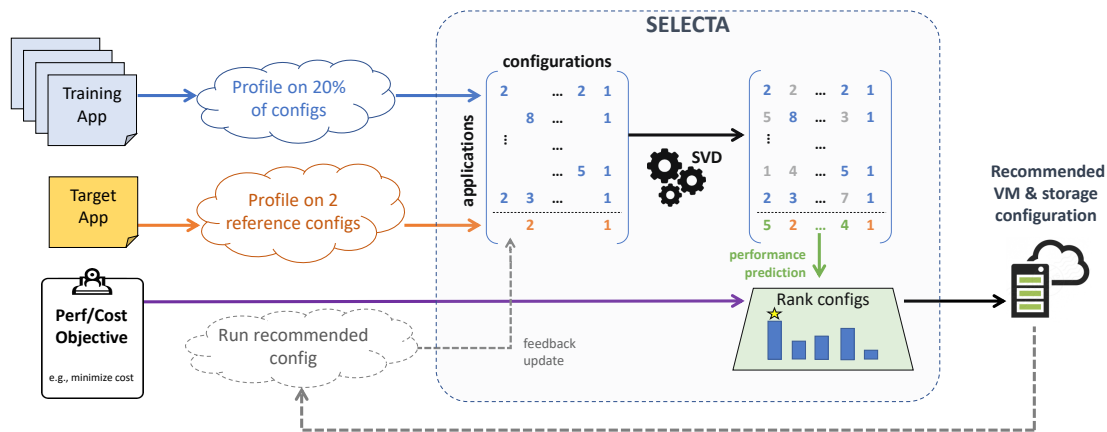 SELECTA
Training
App
Profile on 20%
of configs
configurations
applications
2 ... 2 1
8 ... 1
...
...
... 5 1
2 3 ... 1
2 1
SVD
2 2 ... 2 1
5 8 ... 3 1
...
...
1 4 ... 5 1
2 3 ... 7 1
5 2 ... 4 1
Target
App
Profile on 2
reference configs
Recommended
VM & storage
configuration
performance
prediction
Perf/Cost
Objective
e.g., minimize cost
Rank configs
Run recommended
config
feedback
update